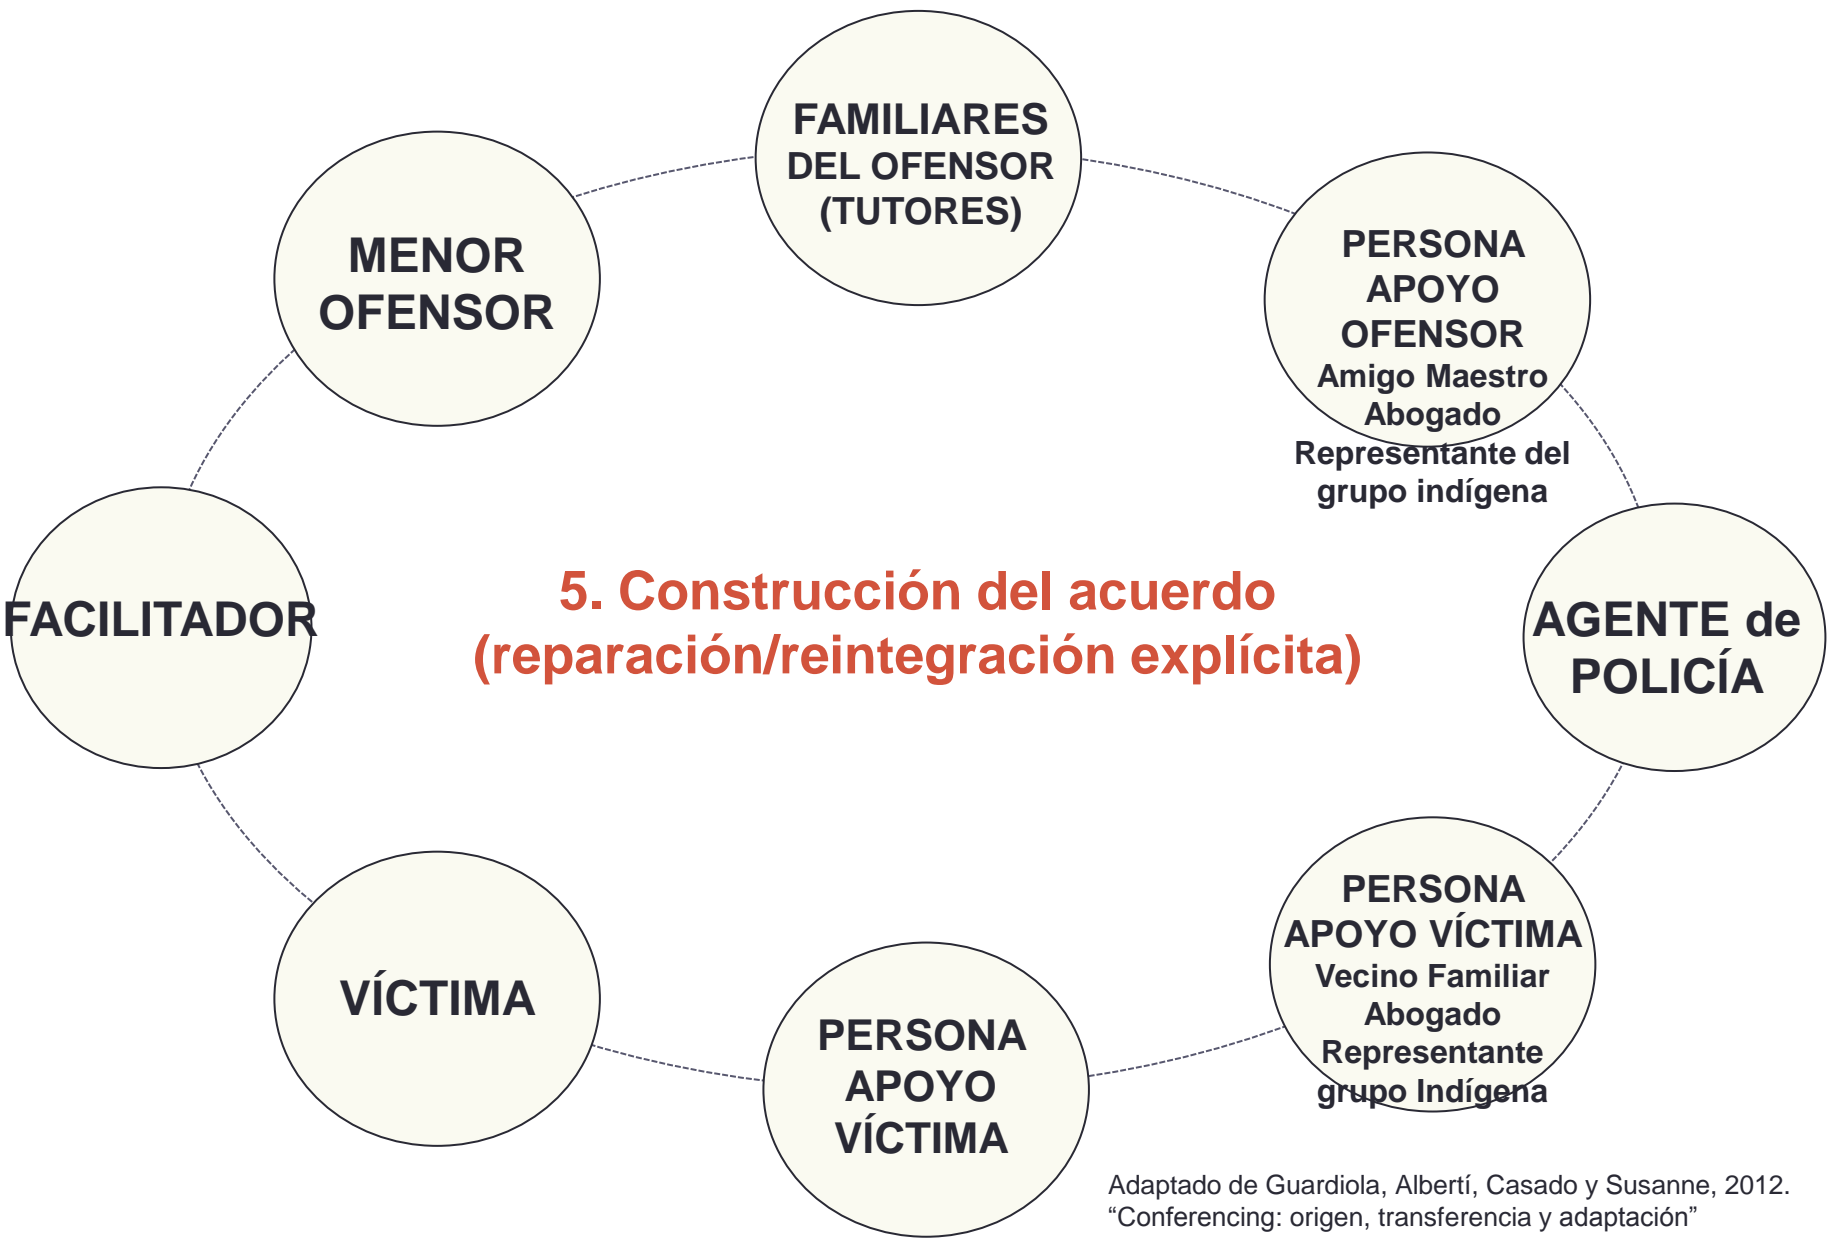 FAMILIARES
DEL OFENSOR
(TUTORES)
MENOR
OFENSOR
PERSONA
APOYO
OFENSOR
Amigo Maestro
Abogado
Representante del
grupo indígena
FACILITADOR
5. Construcción del acuerdo
(reparación/reintegración explícita)
AGENTE de
POLICÍA
VÍCTIMA
PERSONA
APOYO
VÍCTIMA
PERSONA
APOYO VÍCTIMA
Vecino Familiar
Abogado
Representante
grupo Indígena
Adaptado de Guardiola, Albertí, Casado y Susanne, 2012.
“Conferencing: origen, transferencia y adaptación”